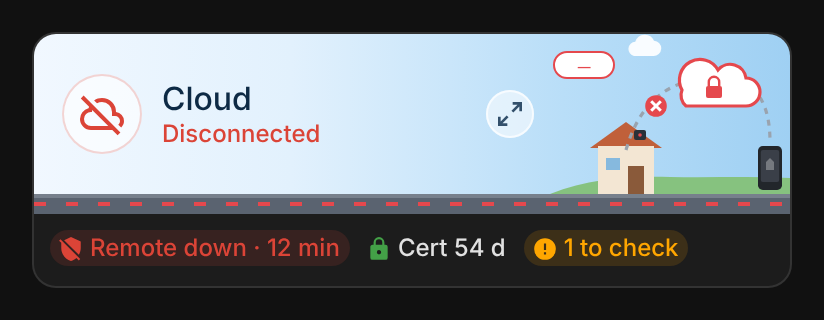 Cloud
Disconnected
—
Remote down · 12 min
Cert 54 d
1 to check